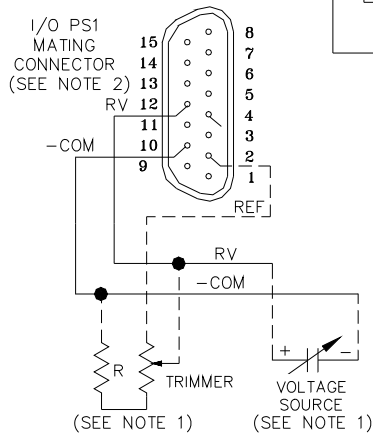 I/O PS1
MATING
CONNECTOR
(SEE NOTE 2)
RV
-COM
15
14
13
12
11
10
9
8
7
6
5
4
3
2
1
REF
RV
-COM
R
TRIMMER
+
-
VOLTAGE
SOURCE
(SEE NOTE 1)
(SEE NOTE 1)